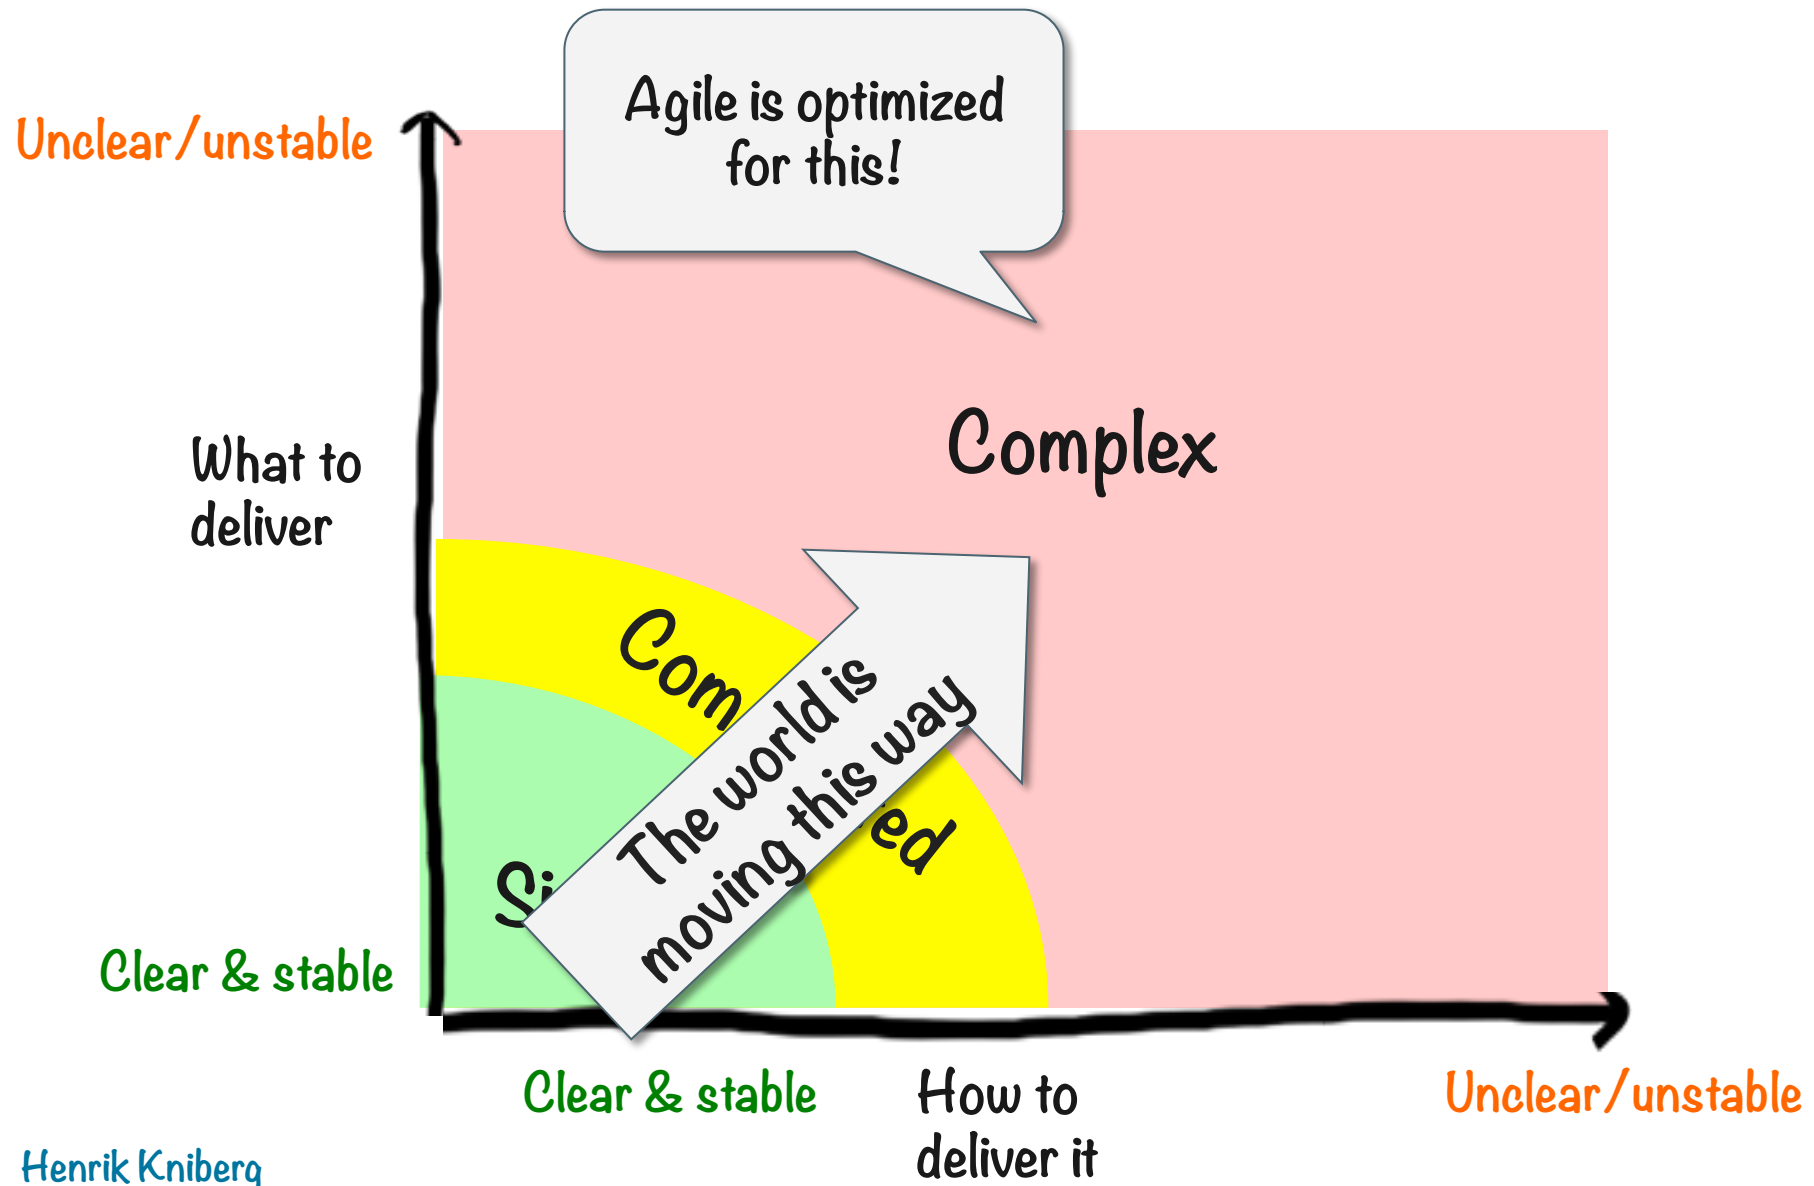 Agile is optimized
for this!
Unclear/unstable
What to
deliver
Complex
Com
ed
The world is
moving this way
Si
Clear & stable
Clear & stable
How to
deliver it
Unclear/unstable
Henrik Kniberg